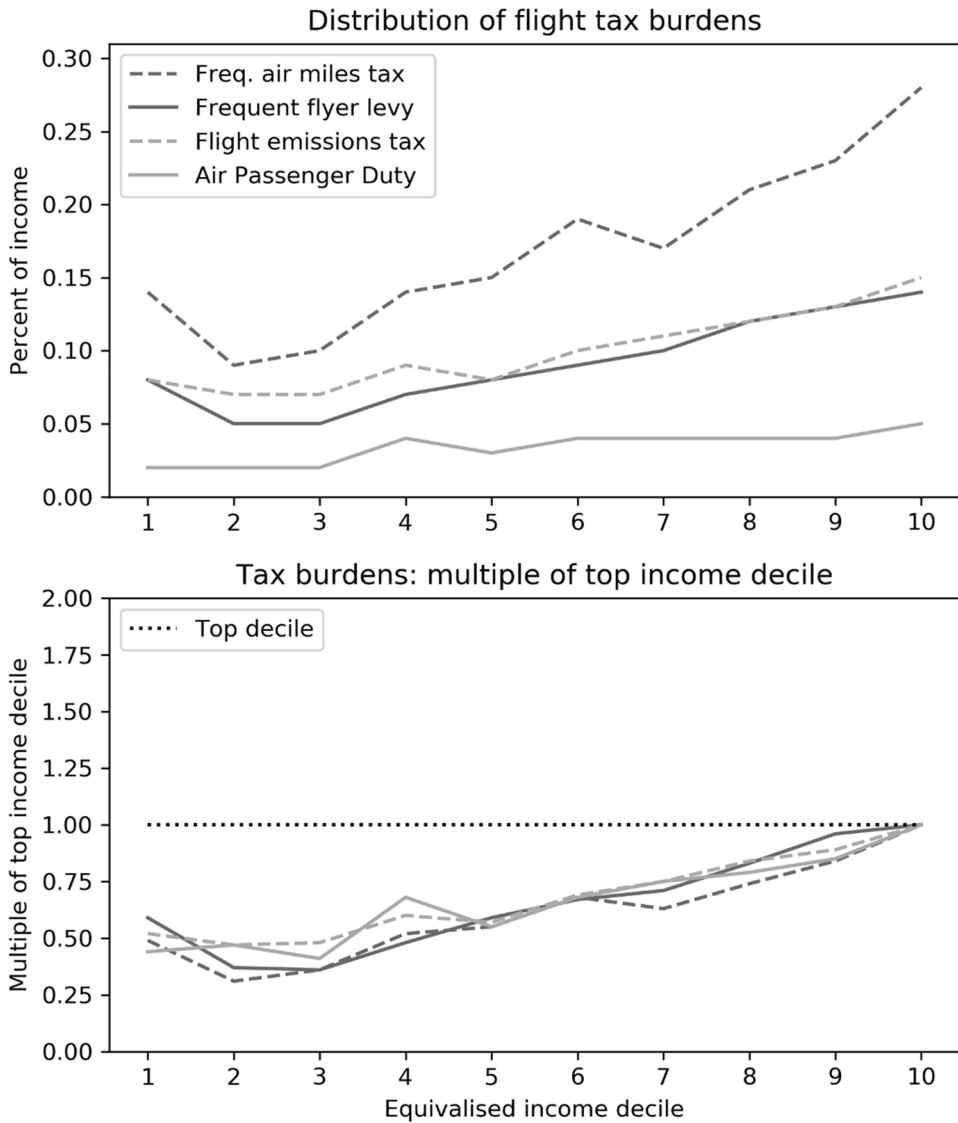 Distribution of flight tax burdens
Percent of income
0.30
0.25
0.20
0.15
0.10
0.05
0.00
Freq. air miles tax
Frequent flyer levy
Flight emissions tax
Air Passenger Duty
1 2 3 4 5 6 7 8 9 10
Tax burdens: multiple of top income decile
Multiple of top income decile
2.00
1.75
1.50
1.25
1.00
0.75
0.50
0.25
0.00
Top decile
1 2 3 4 5 6 7 8 9 10
Equivalised income decile